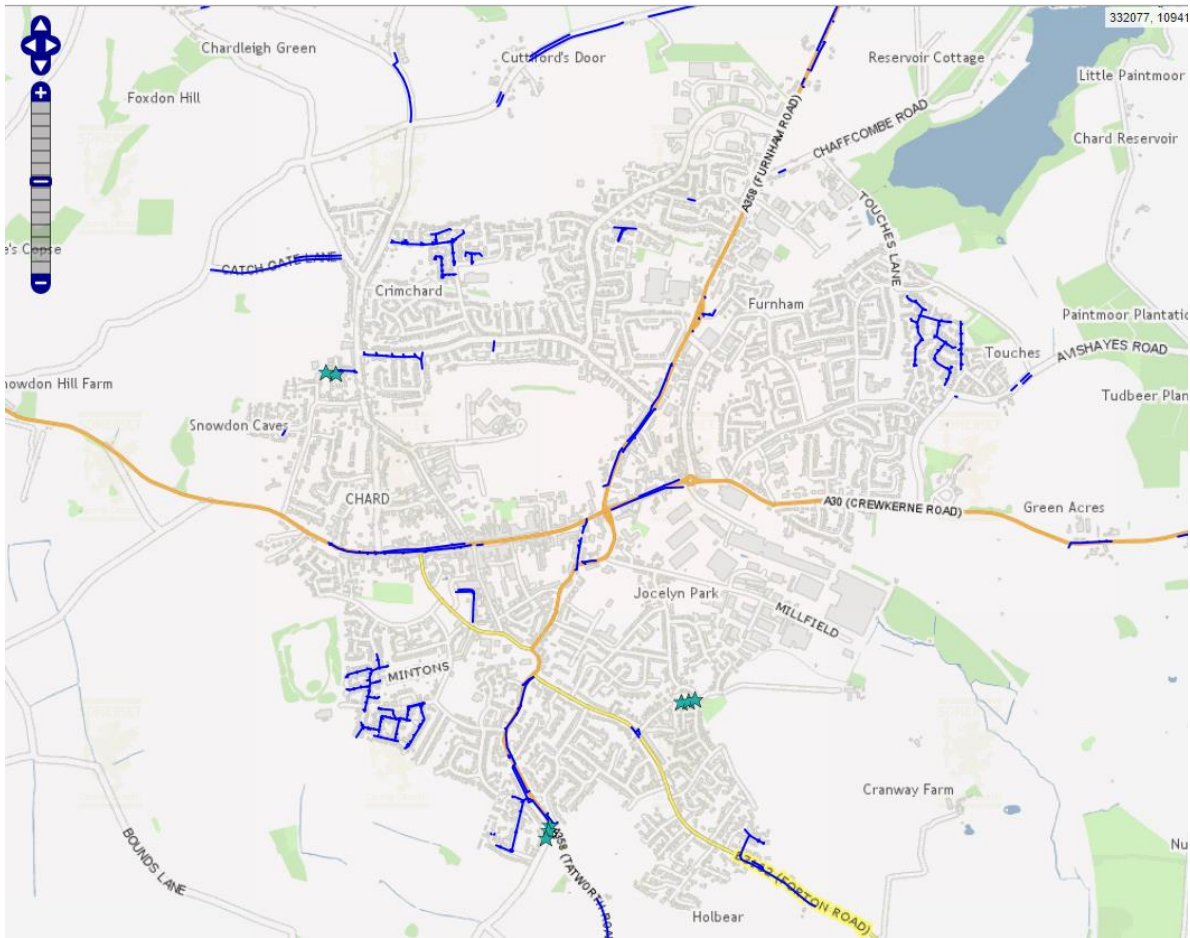 332077, 10941
Chardleigh Green
Cuttiford's Door
Reservoir Cottage
Little Paintmoor
Foxdon Hill
CHAFFCOMBE ROAD
Chard Reservoir
A358 (FURNHAM ROAD)
TOUCHES LANE
e's Copse
CATCH GATE LANE
Crimchard
Furnham
Paintmoor Plantatio
Touches
AVISHAYES ROAD
nowdon Hill Farm
Tudbeer Plan
Snowdon Caves
CHARD
A30 (CREWKERNE ROAD)
Green Acres
Jocelyn Park
MILLFIELD
MINTONS
Cranway Farm
BOUNDS LANE
A358 (TATWORTH ROAD
(FORTON ROAD)
Nu
Holbear